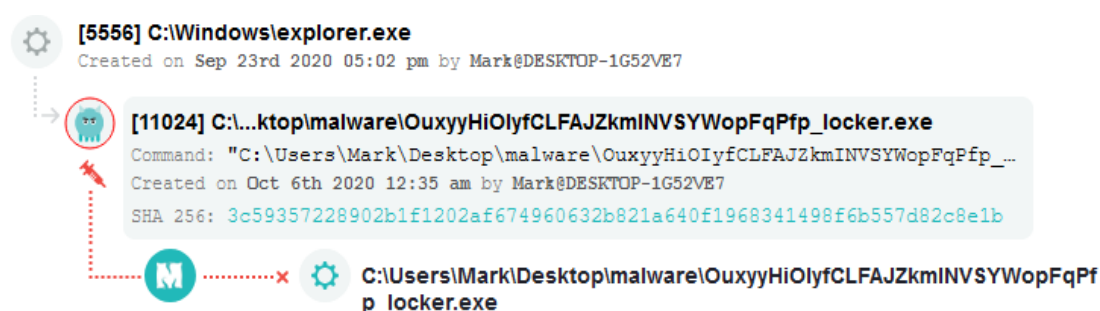 [5556] C:\Windows\explorer.exe
Created on Sep 23rd 2020 05:02 pm by Mark@DESKTOP-1G52VE7
[11024] C:\...ktop\malware\OuxyyHiOlyfCLFAJZkmlNVSYWopFqPfp_locker.exe
Command: "C:\Users\Mark\Desktop\malware\OuxyyHiOIyfCLFAJZkmINVSYWopFqPfp_…
Created on Oct 6th 2020 12:35 am by Mark@DESKTOP-1G52VE7
SHA 256: 3c59357228902b1f1202af674960632b821a640f1968341498f6b557d82c8e1b
M
C:\Users\Mark\Desktop\malware\OuxyyHiOlyfCLFAJZkmlNVSYWopFqPf
p_locker.exe